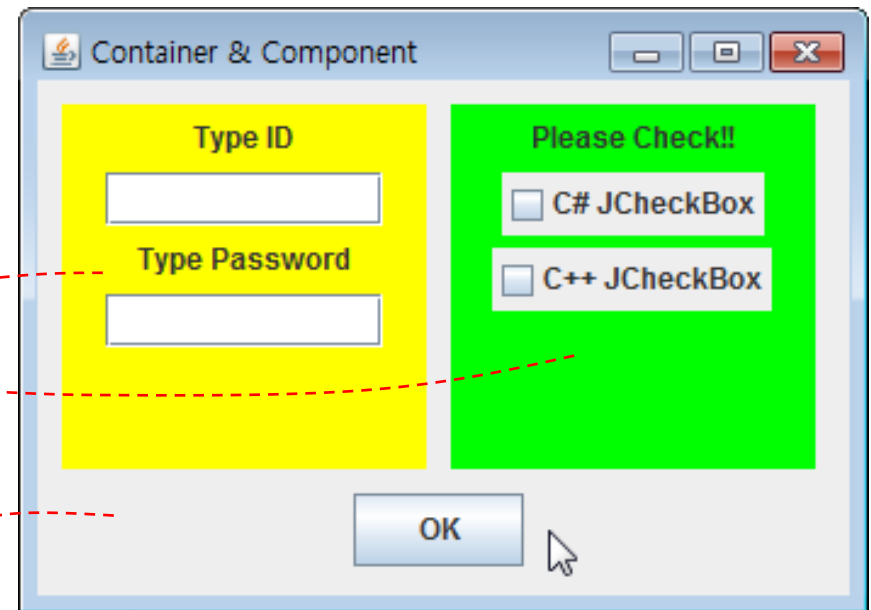 Container & Component
Type ID
Type Password
Please Check!!
C# JCheckBox
C++ JCheckBox
OK